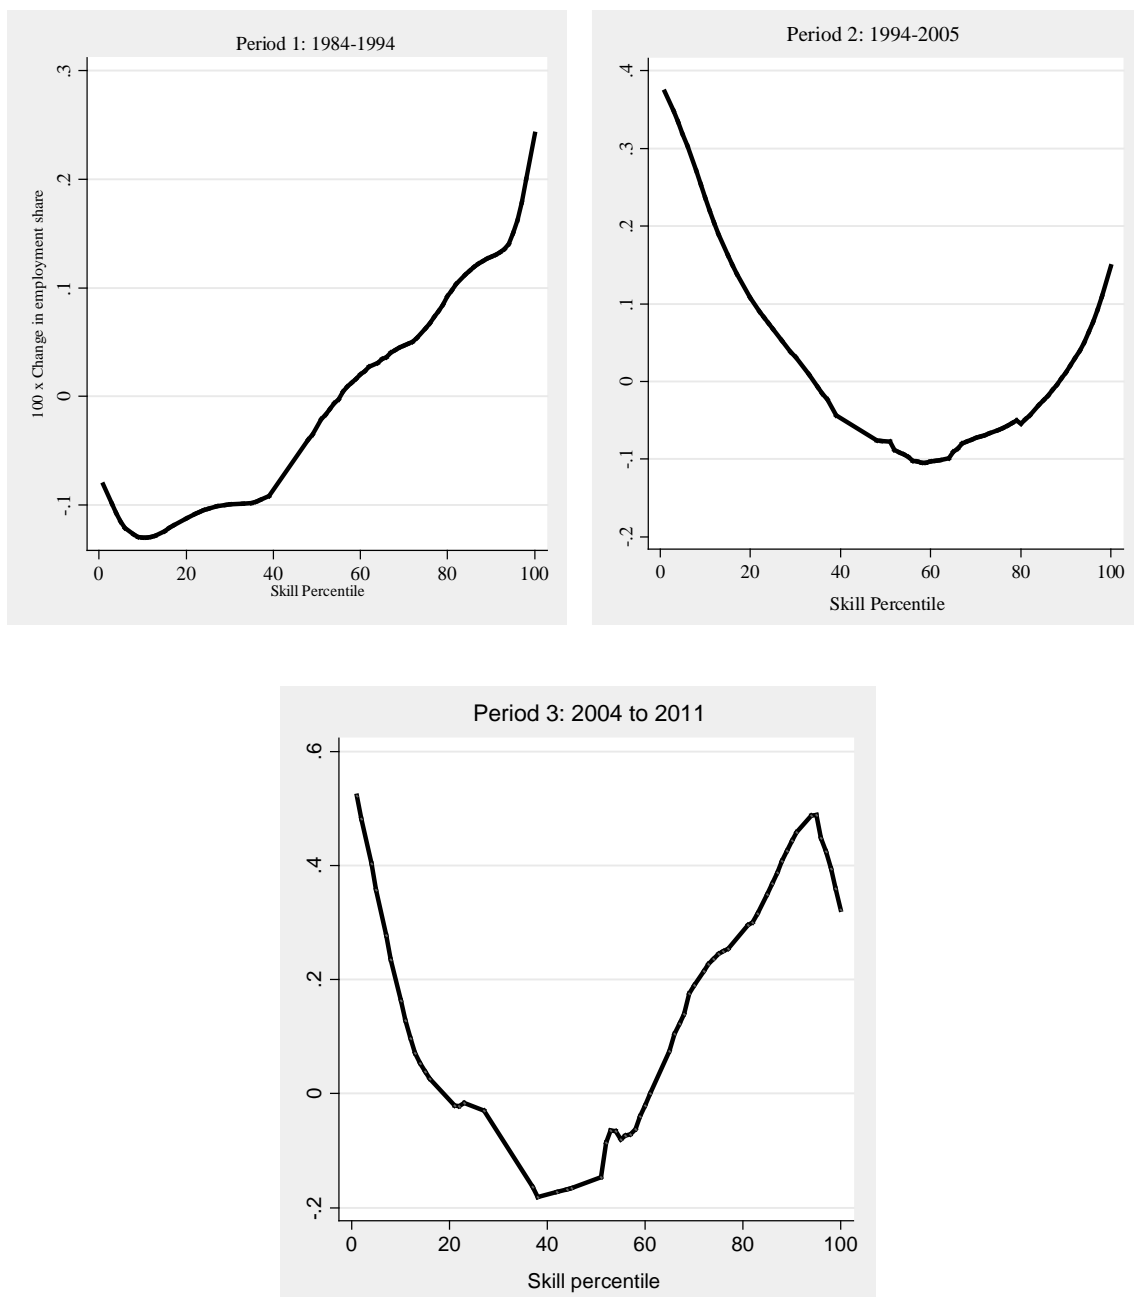 Period 1: 1984-1994
100 x Change in employment share
.3
.2
.1
0
-.1
0 20 40 60 80 100
Skill Percentile
Period 2: 1994-2005
.4
.3
.2
.1
0
-.1
-.2
0 20 40 60 80 100
Skill Percentile
Period 3: 2004 to 2011
.6
.4
.2
0
-.2
0 20 40 60 80 100
Skill percentile